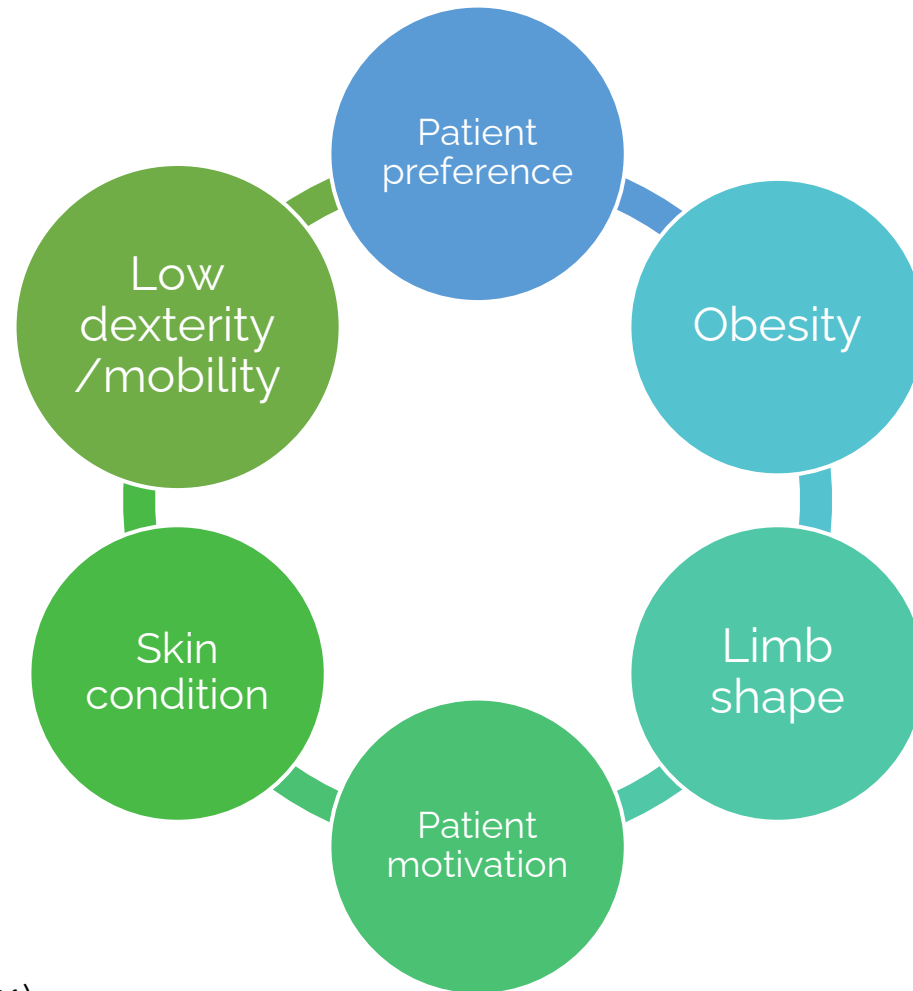 Patient
preference
Obesity
Limb
shape
Patient
motivation
Skin
condition
Low
dexterity
/mobility